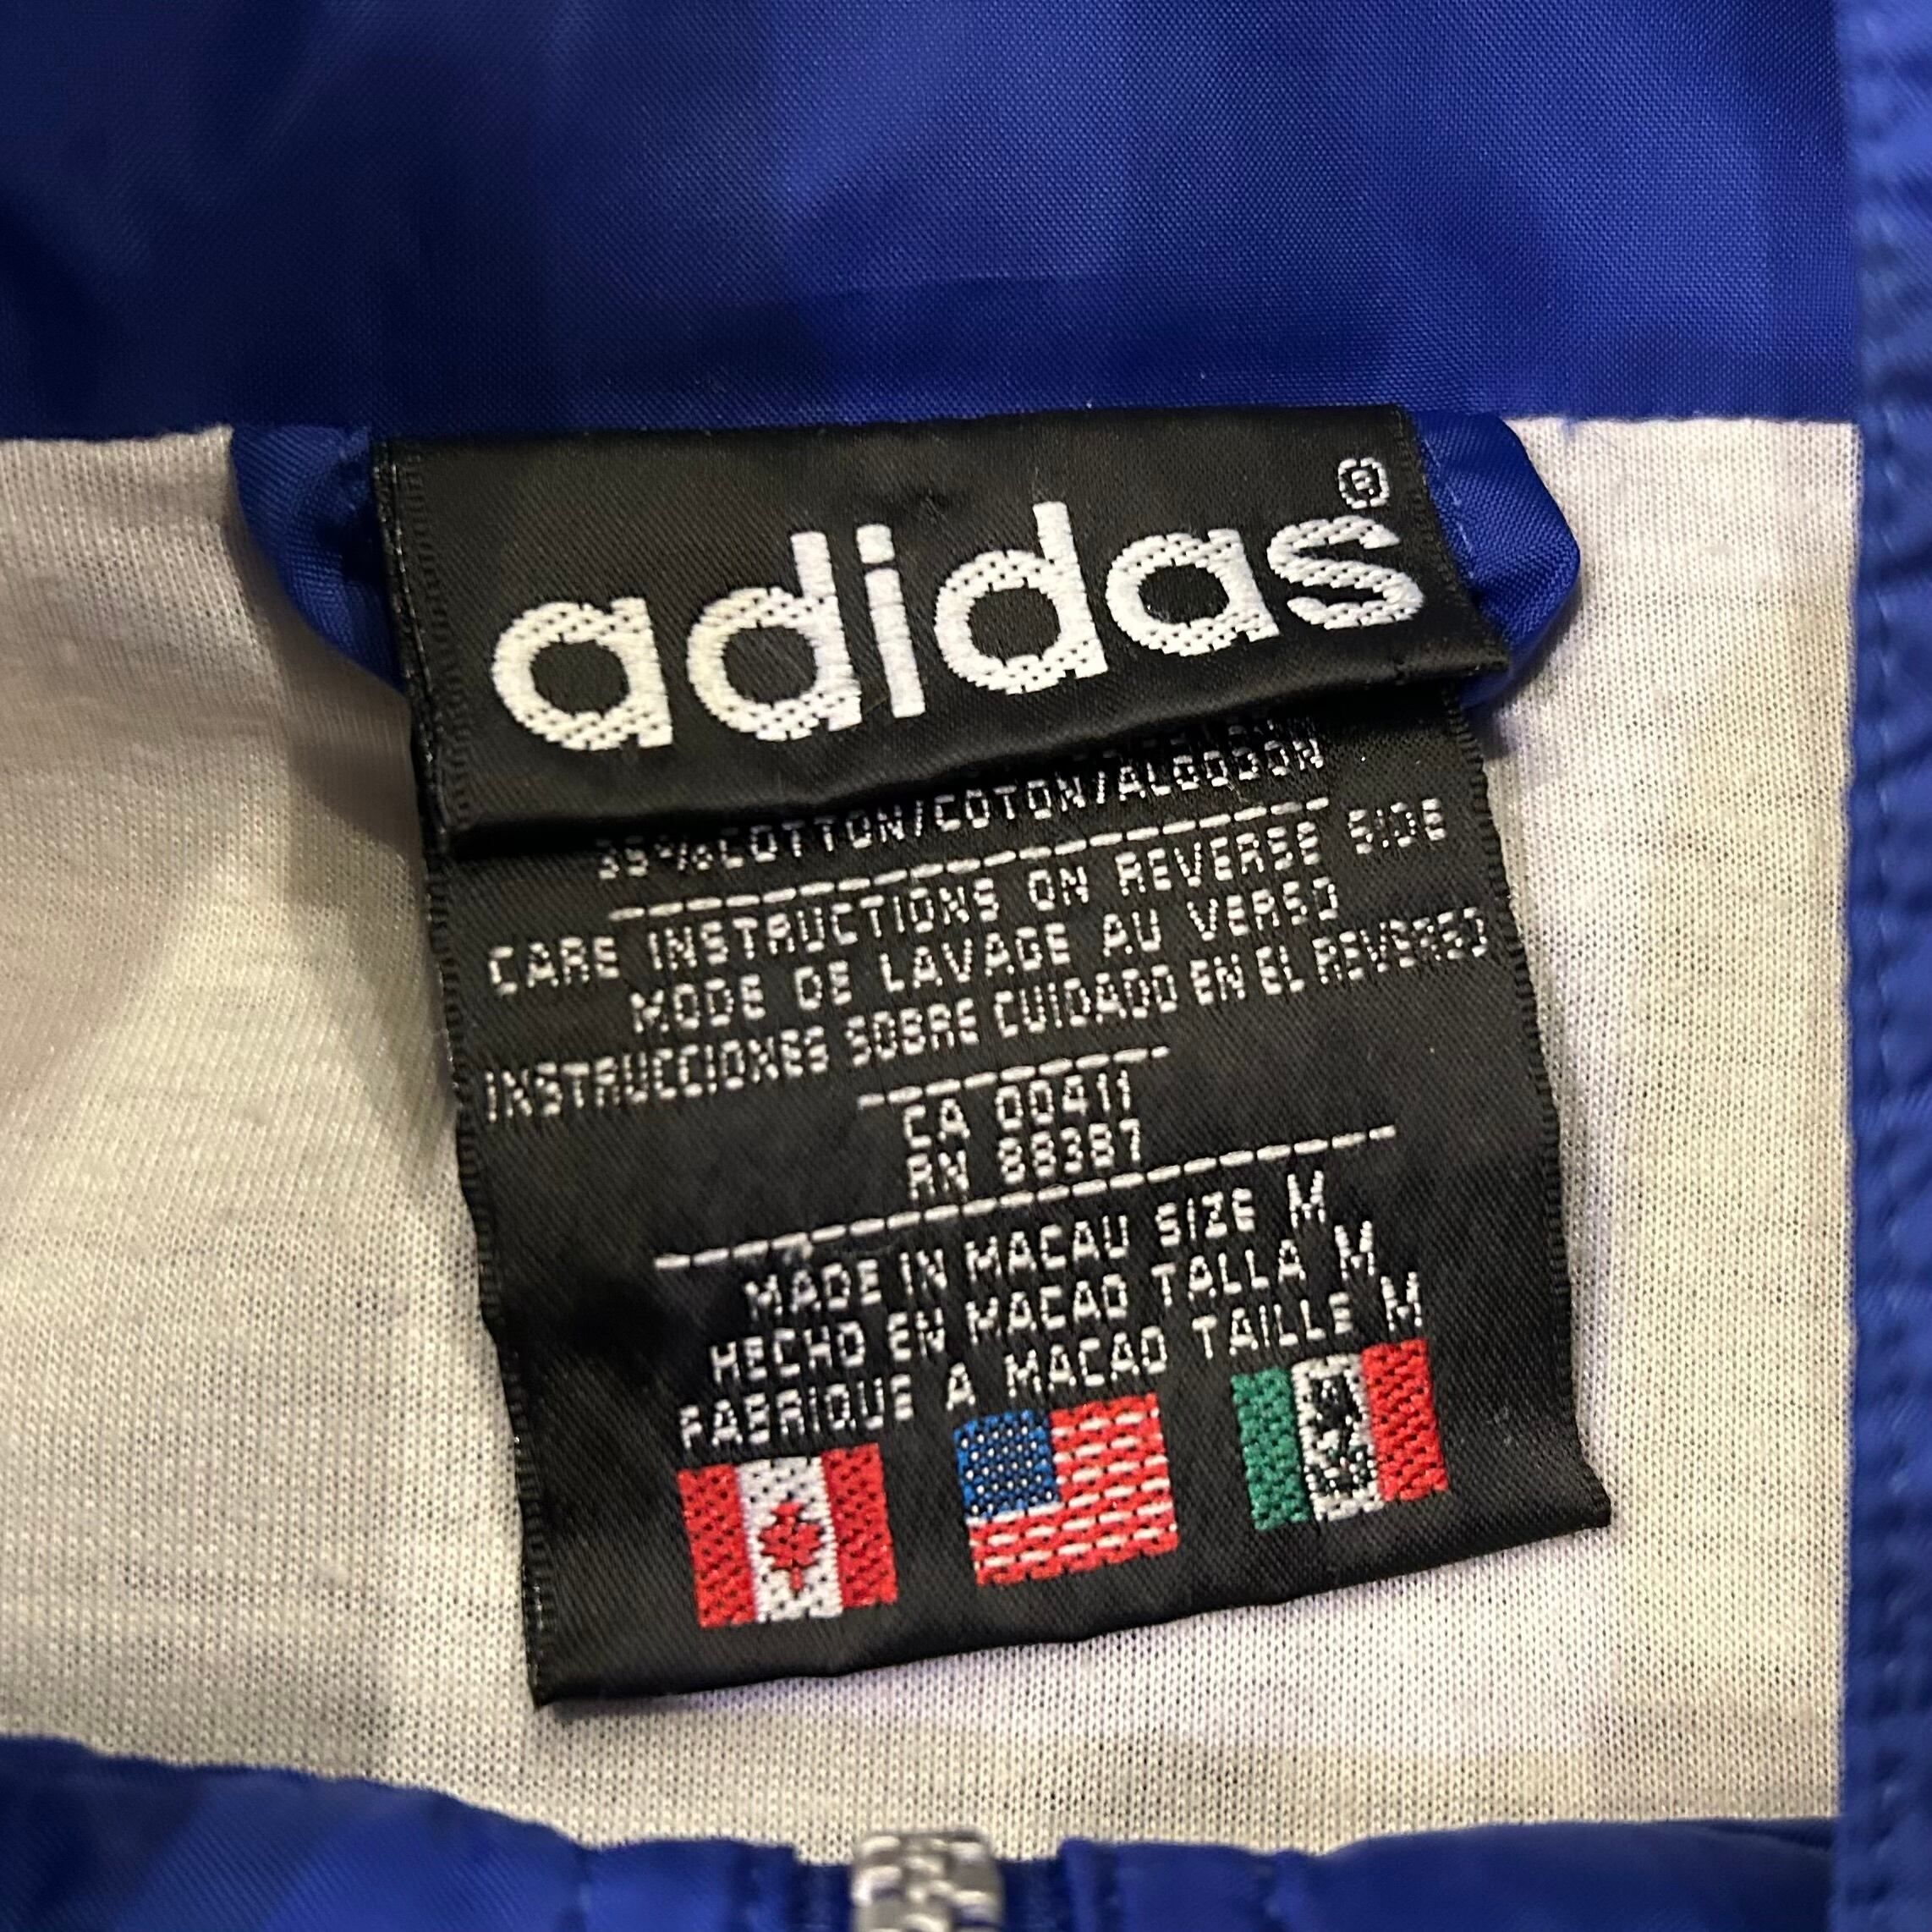 adidas®
35% COTTON/COTON/ALGODON
CARE INSTRUCTIONS ON REVERSE SIDE
MODE DE LAVAGE AU VERSO
INSTRUCCIONES SOBRE CUIDADO EN EL REVERSO
CA 00411
RN 88387
MADE IN MACAU SIZE M
HECHO EN MACAO TALLA M
FABRIQUE A MACAO TAILLE M